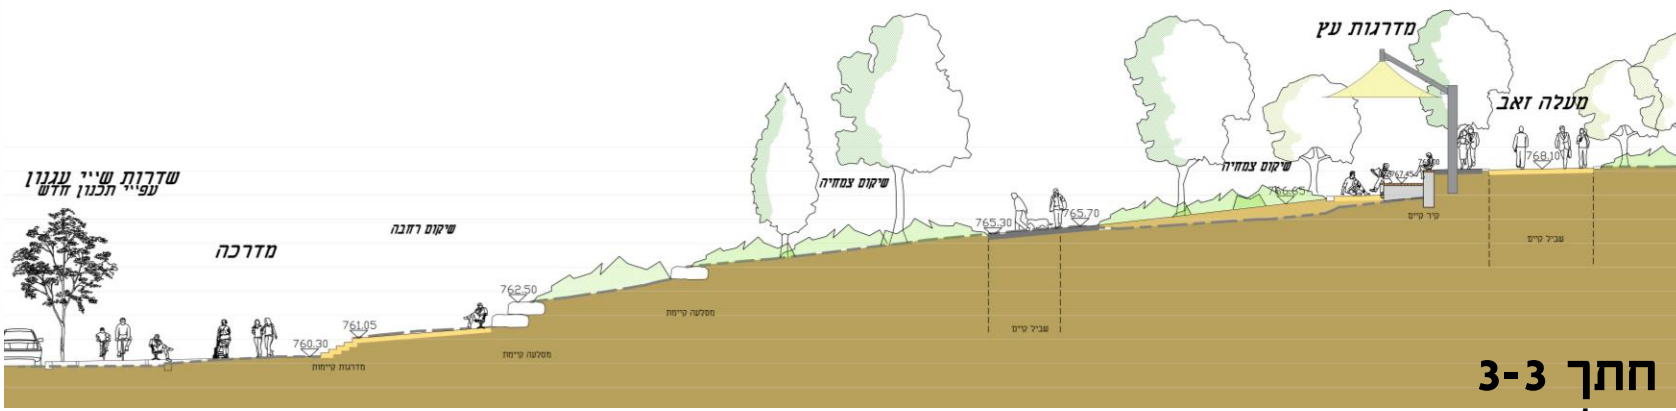 מדרגות עץ
מעלה זאב
שיקום צמחיה
768.10
767.45
שיקום צמחיה
שדרות ש״י עגנון
עפ״י תכנון חדש
765.30
765.70
קיר קיים
שביל קיים
שיקום רחבה
מדרכה
762.50
מסלעה קיימת
שביל קיים
761.05
760.30
מסלעה קיימת
מדרגות קיימות
חתך 3-3